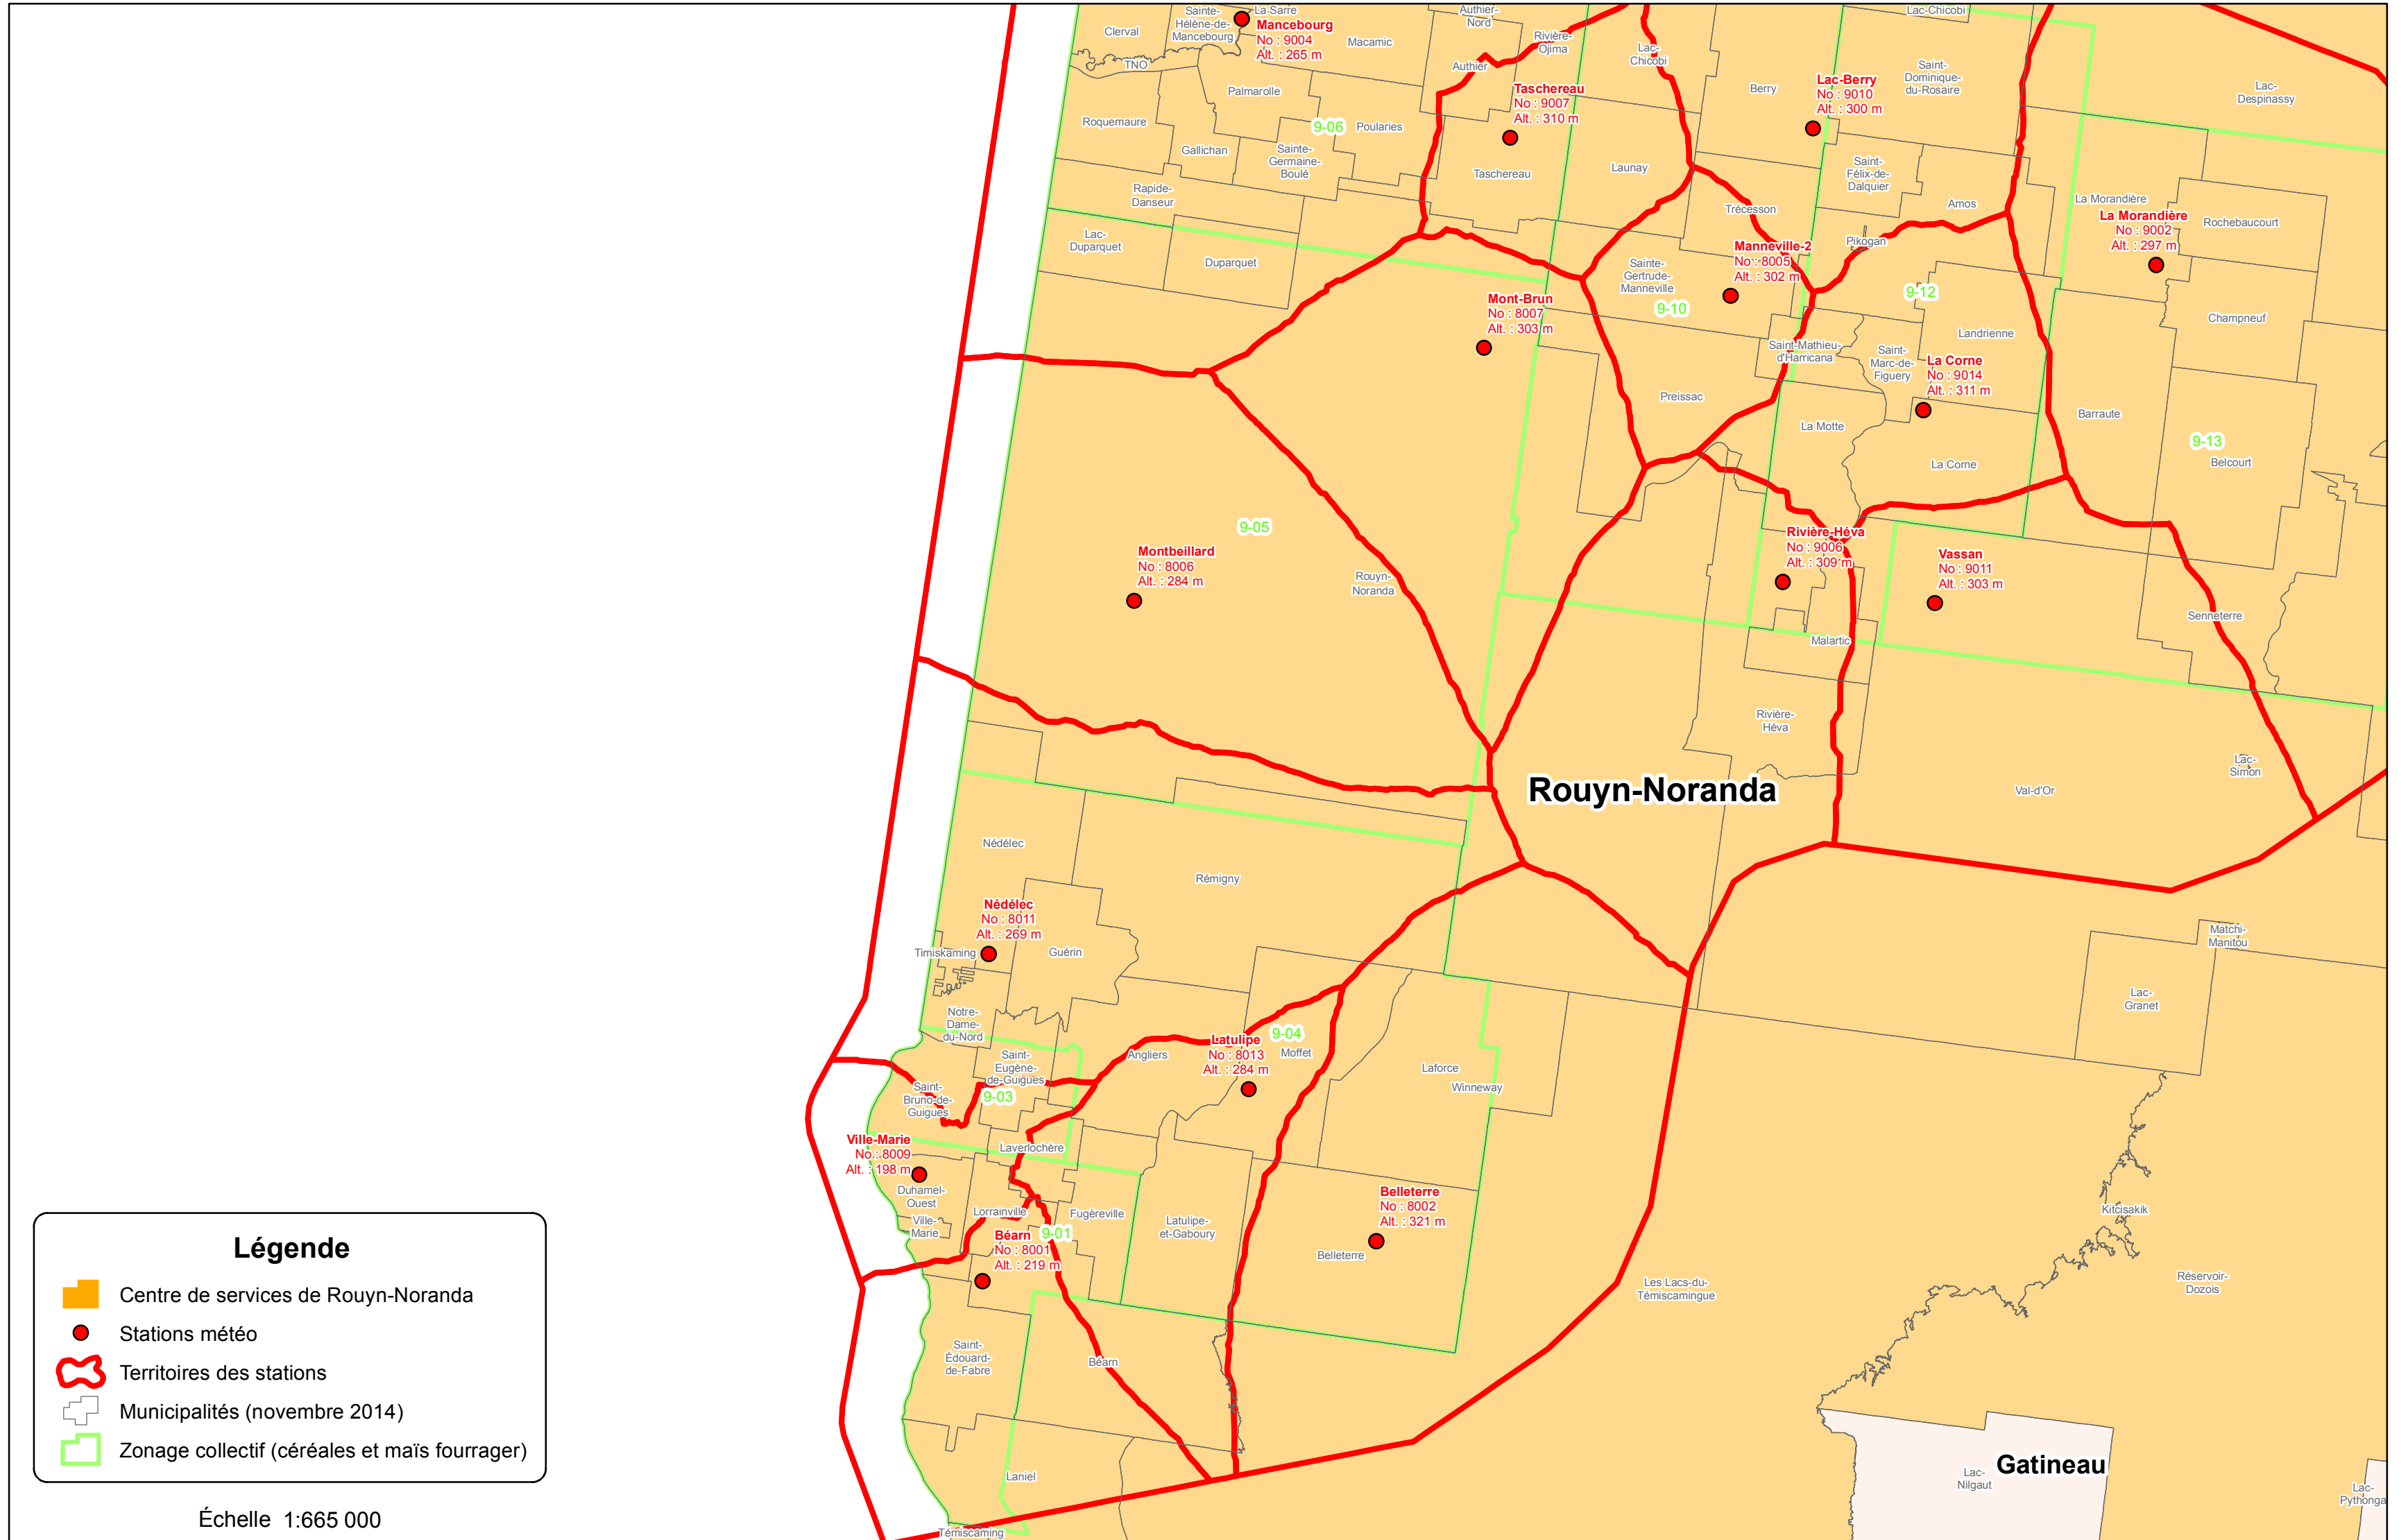 Sainte-
Hélène-de-
Mancebourg
La Sarre
Mancebourg
No : 9004
Alt. : 265 m
Clerval
TNO
Macamic
Authier-
Nord
Authier
Rivière-
Ojima
Lac-
Chicobi
Lac-Chicobi
Berry
Saint-
Dominique-
du-Rosaire
Lac-
Despinassy
Palmarolle
Roquemaure
9-06
Poularies
Gallichan
Sainte-
Germaine-
Boulé
Taschereau
No : 9007
Alt. : 310 m
Taschereau
Launay
Lac-Berry
No : 9010
Alt. : 300 m
Saint-
Félix-de-
Dalquier
Amos
La Morandière
La Morandière
No : 9002
Alt. : 297 m
Rochebaucourt
Rapide-
Danseur
Lac-
Duparquet
Duparquet
Trécesson
Pikogan
Manneville-2
No : 8005
Alt. : 302 m
Sainte-
Gertrude-
Manneville
9-10
9-12
Mont-Brun
No : 8007
Alt. : 303 m
Champneuf
Landrienne
Saint-Mathieu-
d'Harricana
Saint-
Marc-de-
Figuery
La Corne
No : 9014
Alt. : 311 m
Preissac
La Motte
Barraute
9-13
Belcourt
La Corne
9-05
Montbeillard
No : 8006
Alt. : 284 m
Rouyn-
Noranda
Rivière-Héva
No : 9006
Alt. : 309 m
Vassan
No : 9011
Alt. : 303 m
Senneterre
Malartic
Rivière-
Héva
Lac-
Simon
Val-d'Or
Rouyn-Noranda
Nédélec
Rémigny
Nédélec
No : 8011
Alt. : 269 m
Timiskaming
Guérin
Matchi-
Manitou
Lac-
Granet
Notre-
Dame-
du-Nord
Saint-
Eugène-
de-Guigues
Angliers
Latulipe
No : 8013
Alt. : 284 m
9-04
Moffet
Laforce
Winneway
Saint-
Bruno-de-
Guigues
9-03
Ville-Marie
No : 8009
Alt. : 198 m
Laverlochère
Duhamel-
Ouest
Ville-
Marie
Lorrainville
Fugèreville
9-01
Latulipe-
et-Gaboury
Belleterre
No : 8002
Alt. : 321 m
Belleterre
Béarn
No : 8001
Alt. : 219 m
Kitcisakik
Réservoir-
Dozois
Les Lacs-du-
Témiscamingue
Saint-
Édouard-
de-Fabre
Béarn
Laniel
Témiscaming
Gatineau
Lac-
Nilgaut
Lac-
Pythonga
Légende
Centre de services de Rouyn-Noranda
Stations météo
Territoires des stations
Municipalités (novembre 2014)
Zonage collectif (céréales et maïs fourrager)
Échelle 1:665 000